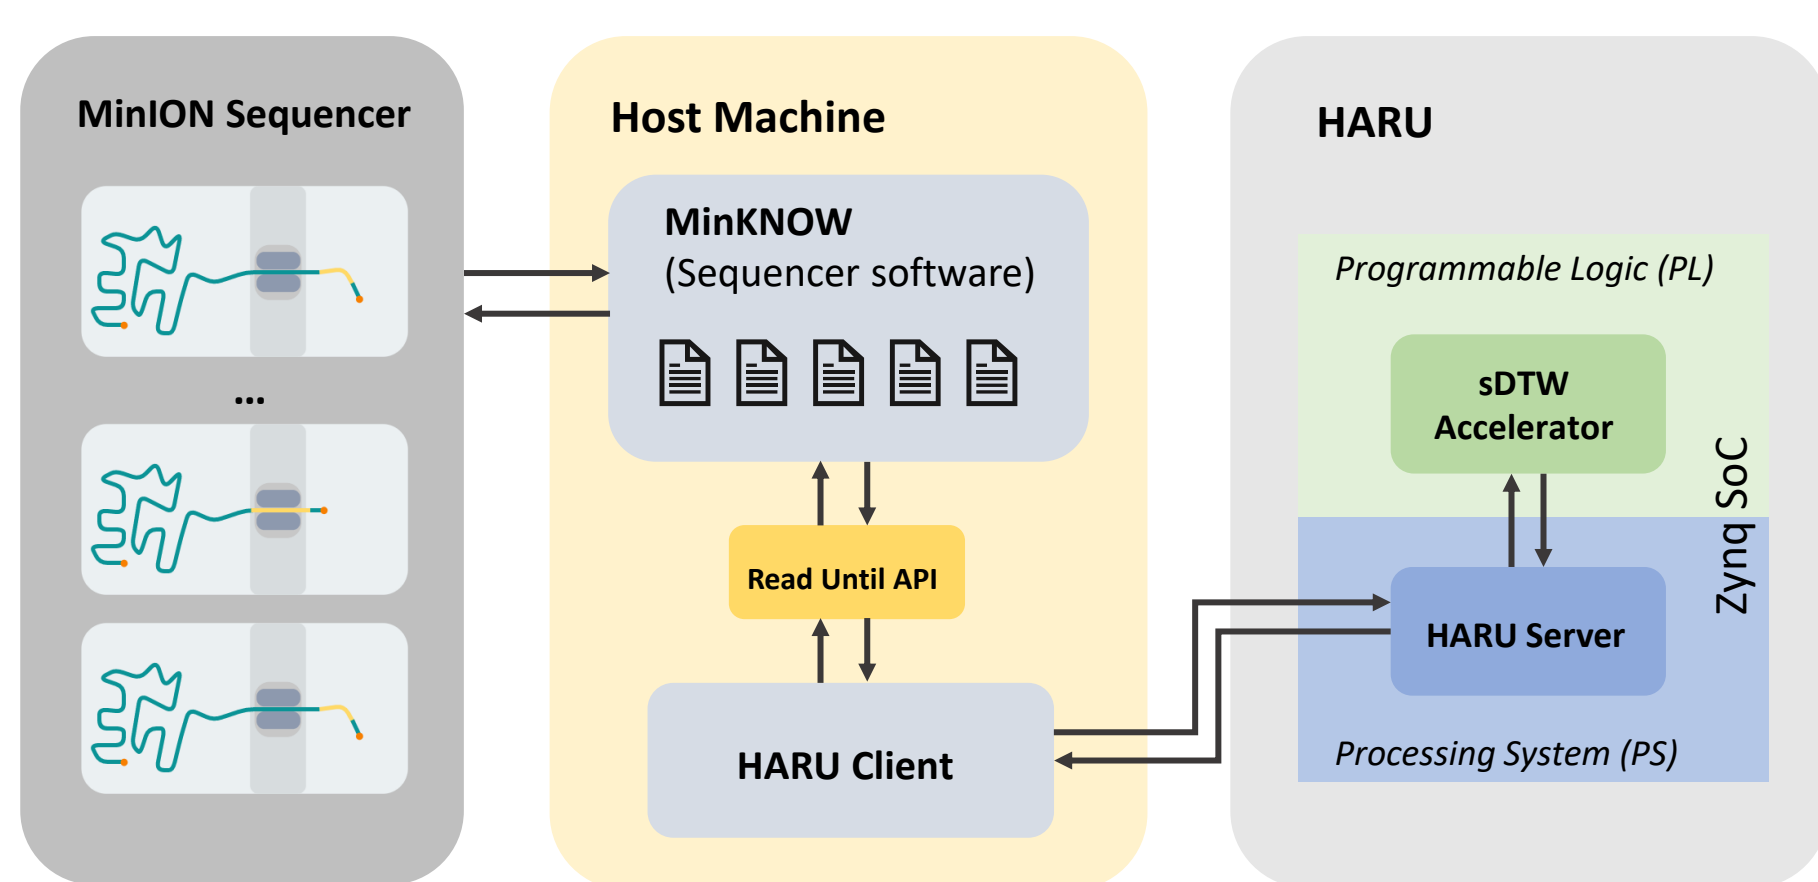 MinION Sequencer
...
Host Machine
MinKNOW
(Sequencer software)
Read Until API
HARU Client
HARU
Programmable Logic (PL)
sDTW
Accelerator
Zynq SoC
HARU Server
Processing System (PS)